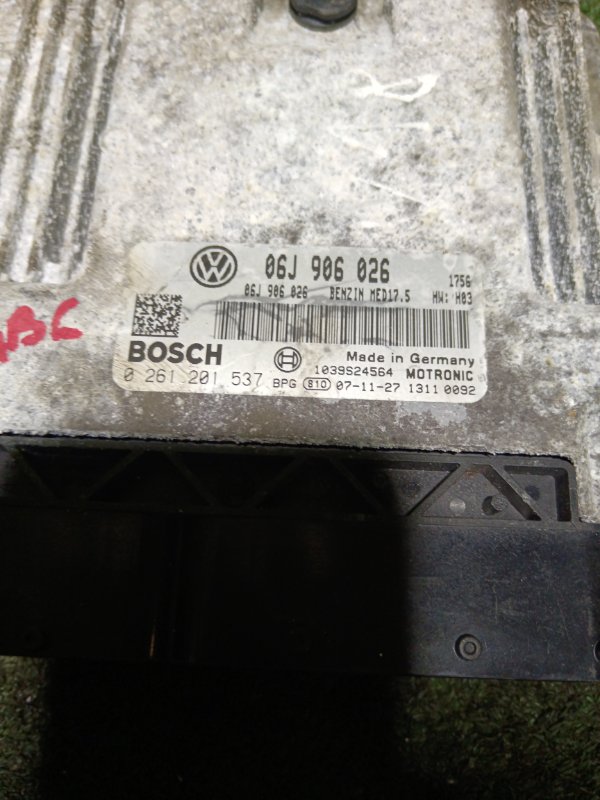 06J 906 026 1756
06J 906 026 BENZIN MED17.5 HW: H03
BOSCH Made in Germany
1039S24564 MOTRONIC
0 261 201 537 BPG 810 07-11-27 1311 0092
ABC